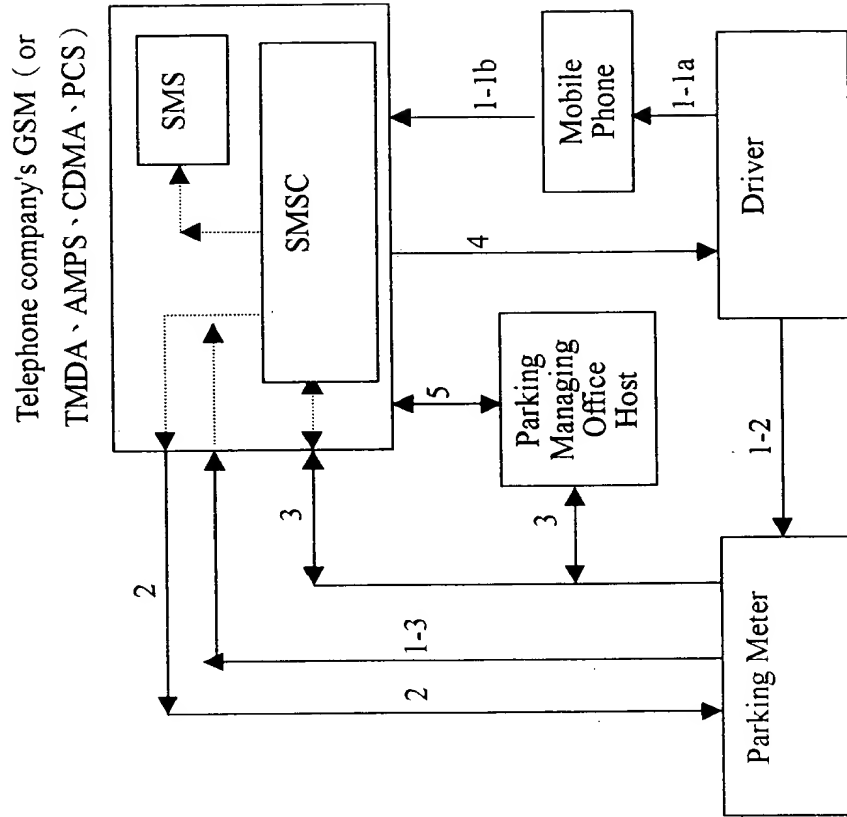 Telephone company's GSM ( or
TMDA、AMPS、CDMA、PCS)
SMS
SMSC
1-1b
Mobile
Phone
1-1a
Driver
4
5
Parking
Managing
Office
Host
3
3
1-2
2
1-3
2
Parking Meter